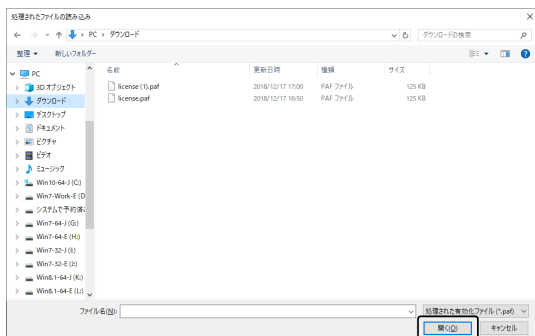 処理されたファイルの読み込み
PC › ダウンロード
ダウンロードの検索
整理
新しいフォルダー
名前 更新日時 種類 サイズ
license (1).paf 2018/12/17 17:00 PAF ファイル 125 KB
license.paf 2018/12/17 16:50 PAF ファイル 125 KB
PC
3D オブジェクト
ダウンロード
デスクトップ
ドキュメント
ピクチャ
ビデオ
ミュージック
Win10-64-J (C:)
Win7-Work-E (D
システムで予約済
Win7-64-J (G:)
Win7-64-E (H:)
Win7-32-J (I:)
Win7-32-E (J:)
Win8.1-64-J (K:)
Win8.1-64-E (L:)
ファイル名(N):
処理された有効化ファイル (*.paf)
開く(O)
キャンセル